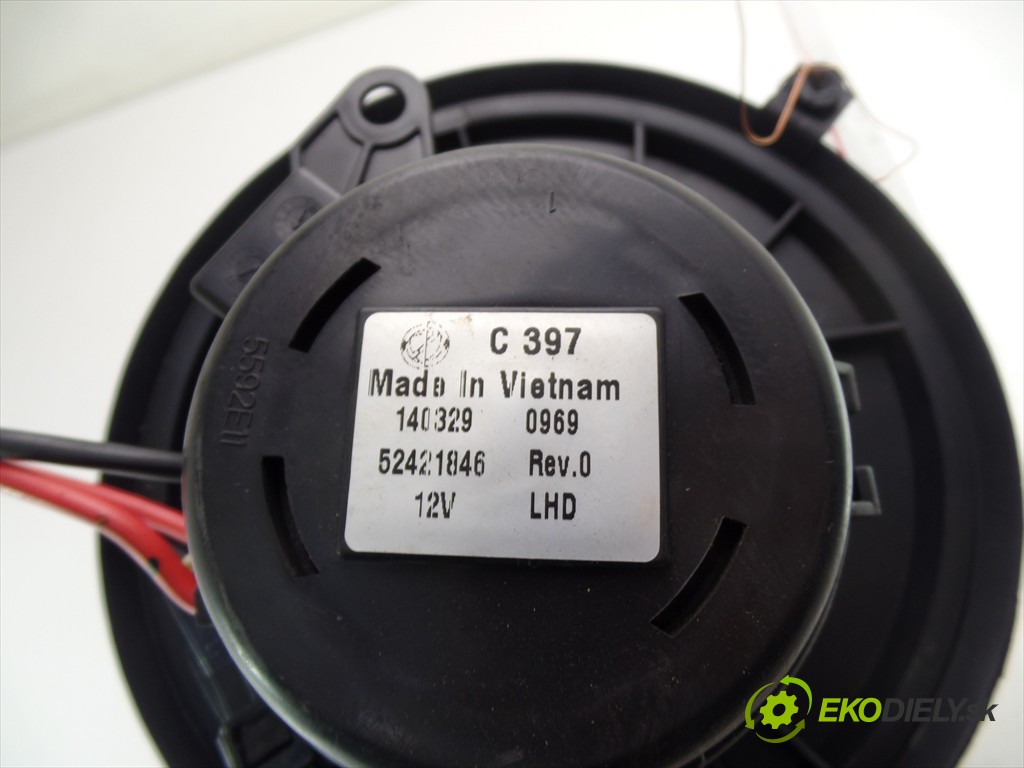 C 397
Made In Vietnam
140329 0969
52421846 Rev.0
12V LHD
5592E11
EKODIELY.sk